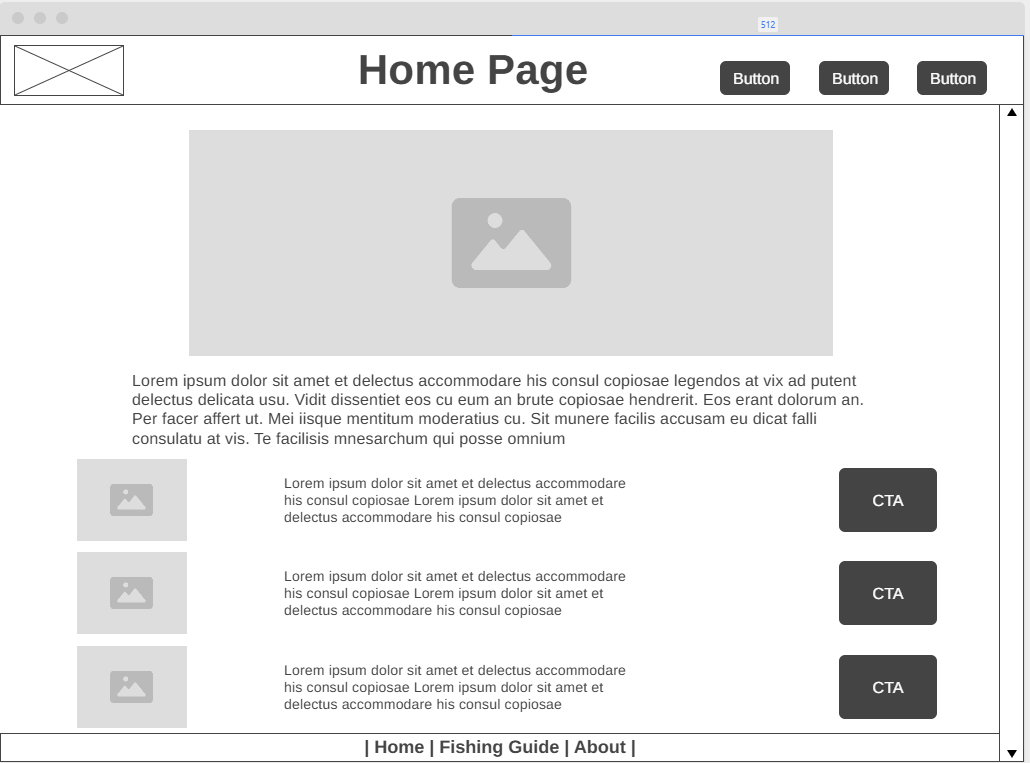 512
Home Page
Button
Button
Button
Lorem ipsum dolor sit amet et delectus accommodare his consul copiosae legendos at vix ad putent
delectus delicata usu. Vidit dissentiet eos cu eum an brute copiosae hendrerit. Eos erant dolorum an.
Per facer affert ut. Mei iisque mentitum moderatius cu. Sit munere facilis accusam eu dicat falli
consulatu at vis. Te facilisis mnesarchum qui posse omnium
Lorem ipsum dolor sit amet et delectus accommodare
his consul copiosae Lorem ipsum dolor sit amet et
delectus accommodare his consul copiosae
CTA
Lorem ipsum dolor sit amet et delectus accommodare
his consul copiosae Lorem ipsum dolor sit amet et
delectus accommodare his consul copiosae
CTA
Lorem ipsum dolor sit amet et delectus accommodare
his consul copiosae Lorem ipsum dolor sit amet et
delectus accommodare his consul copiosae
CTA
| Home | Fishing Guide | About |